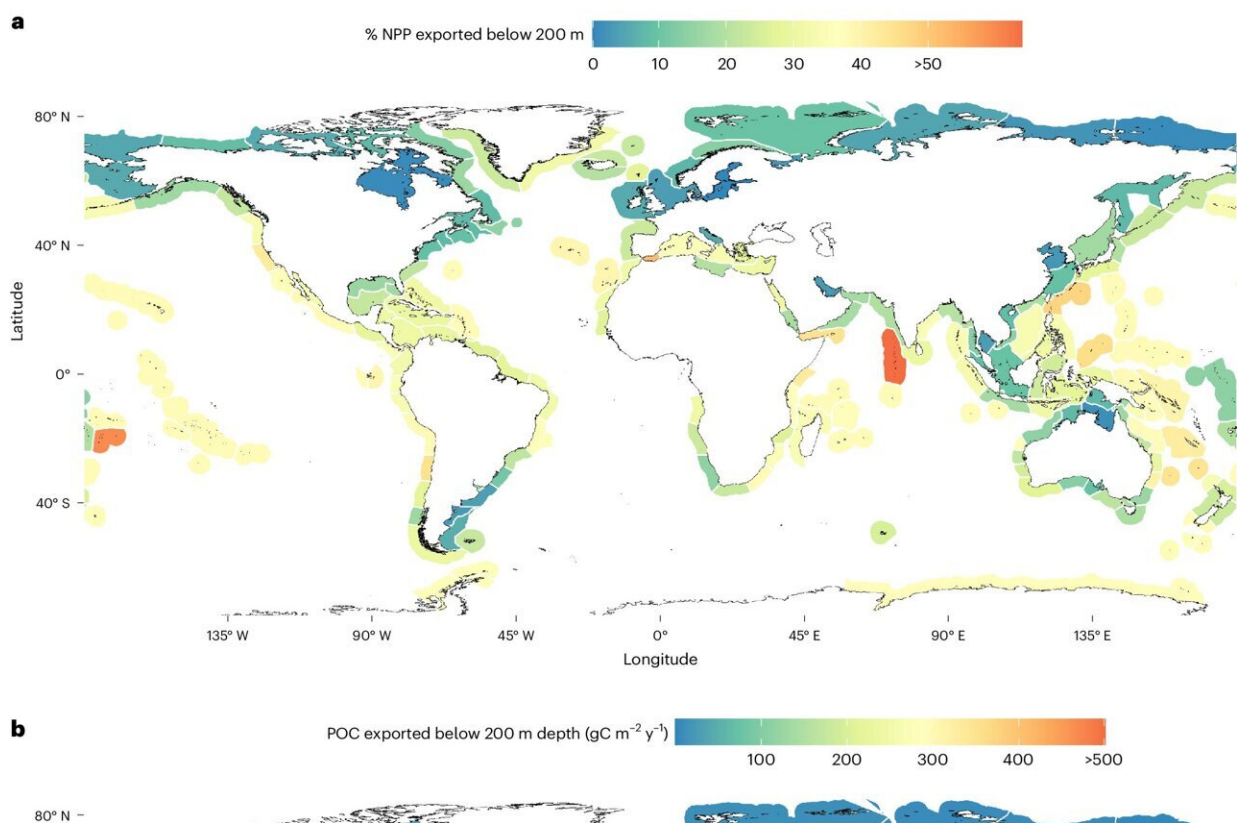 a
% NPP exported below 200 m
0 10 20 30 40 >50
80° N
40° N
0°
40° S
Latitude
135° W 90° W 45° W 0° 45° E 90° E 135° E
Longitude
b
POC exported below 200 m depth (gC m⁻² y⁻¹)
100 200 300 400 >500
80° N